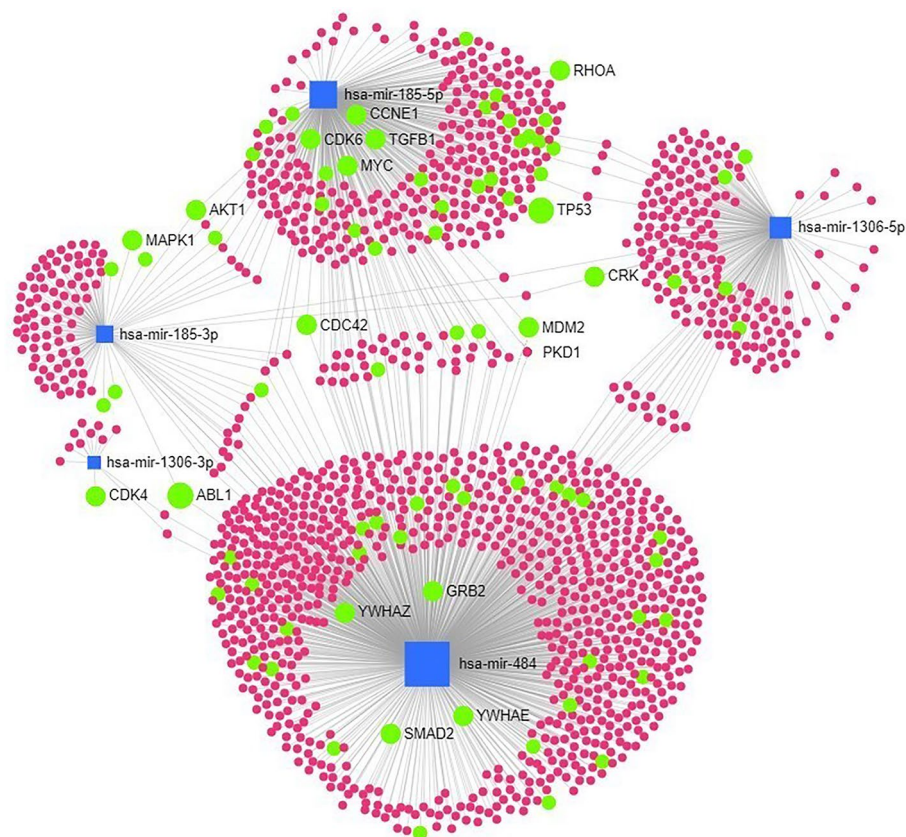 RHOA
hsa-mir-185-5p
CCNE1
CDK6
TGFB1
MYC
AKT1
TP53
hsa-mir-1306-5p
MAPK1
CRK
CDC42
MDM2
hsa-mir-185-3p
PKD1
hsa-mir-1306-3p
CDK4
ABL1
GRB2
YWHAZ
hsa-mir-484
YWHAE
SMAD2